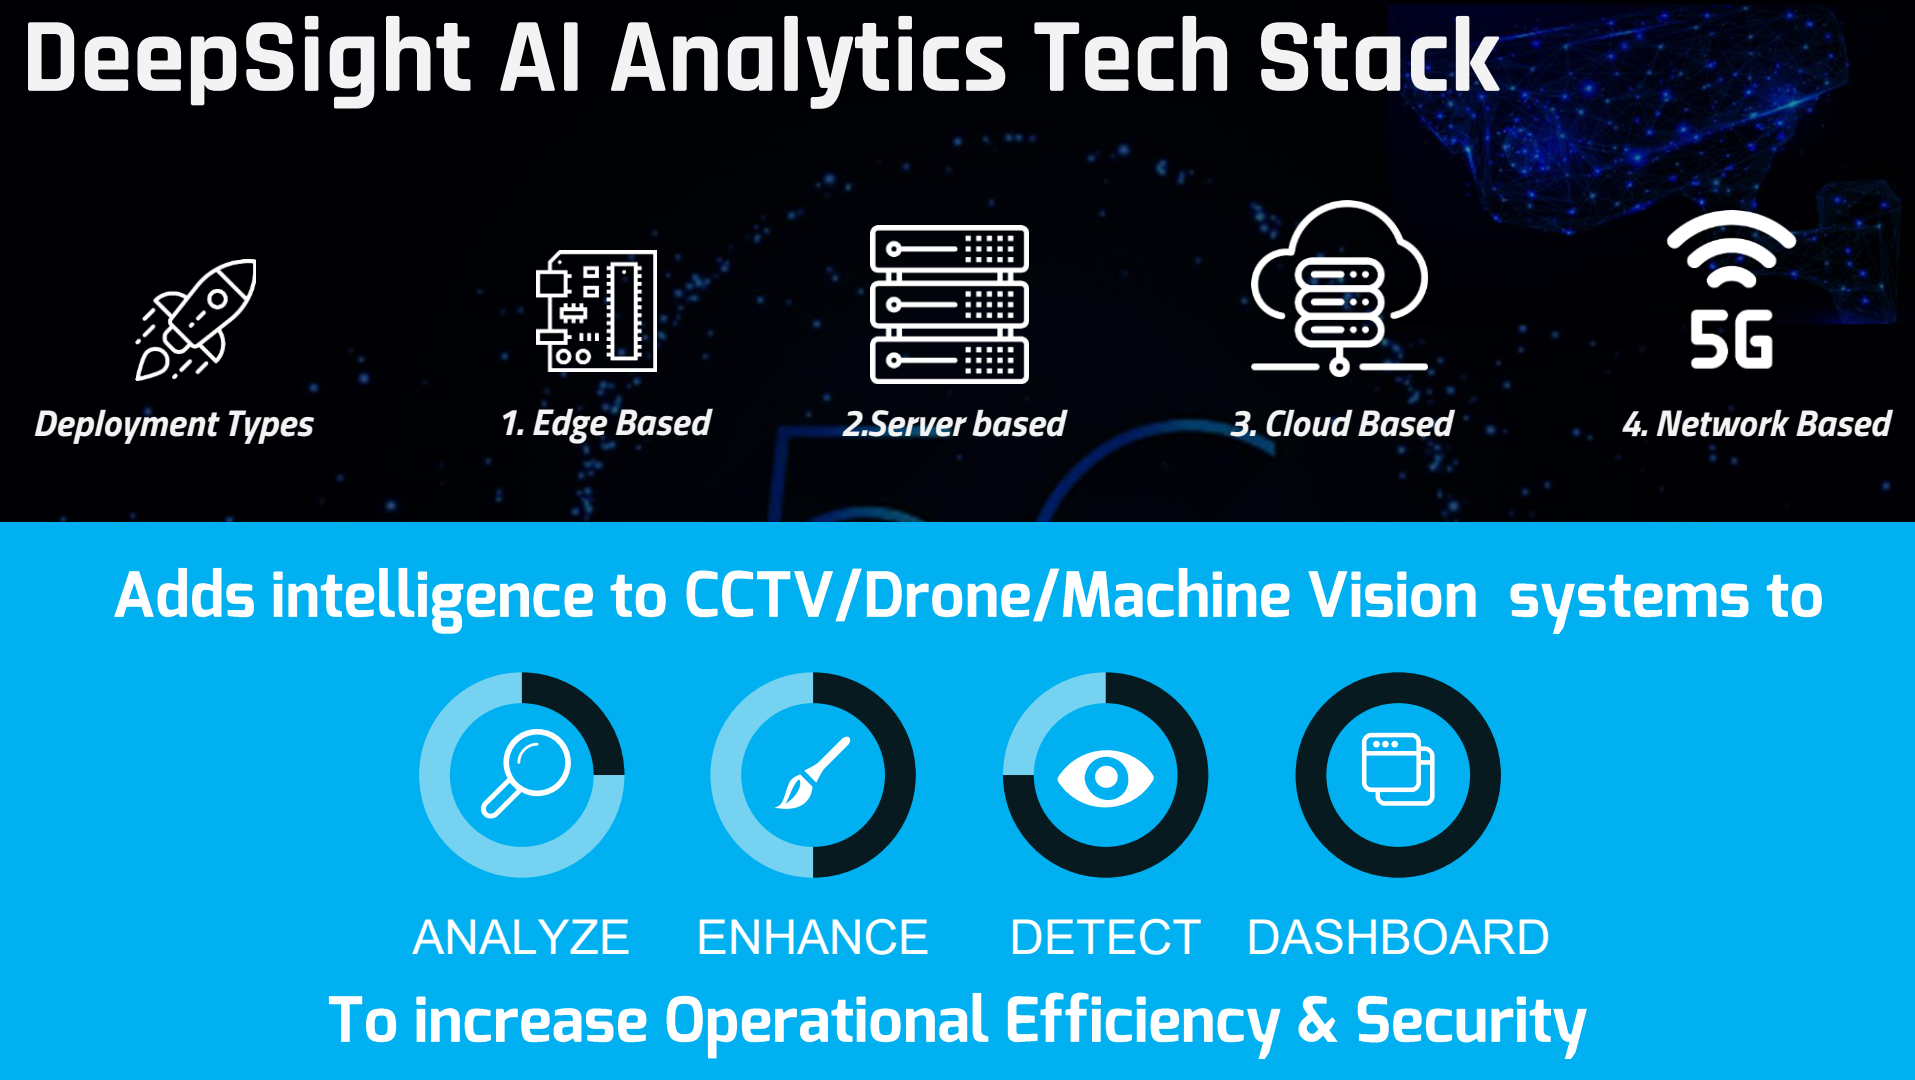 DeepSight AI Analytics Tech Stack
5G
Deployment Types
1. Edge Based
2.Server based
3. Cloud Based
4. Network Based
Adds intelligence to CCTV/Drone/Machine Vision systems to
ANALYZE
ENHANCE
DETECT
DASHBOARD
To increase Operational Efficiency & Security